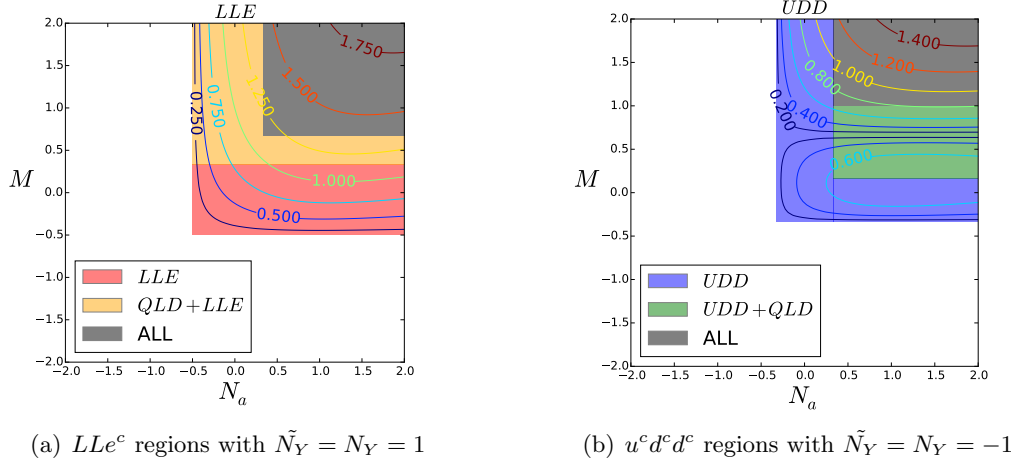 LLE
2.0
1.5
1.0
0.5
0.0
−0.5
−1.0
−1.5
−2.0
M
0.250
0.750
1.250
1.500
1.750
1.000
0.500
LLE
QLD+LLE
ALL
−2.0 −1.5 −1.0 −0.5 0.0 0.5 1.0 1.5 2.0
N_a
(a) LLe^c regions with Ñ_Y = N_Y = 1
UDD
2.0
1.5
1.0
0.5
0.0
−0.5
−1.0
−1.5
−2.0
M
0.200
0.400
0.800
1.000
1.200
1.400
0.600
UDD
UDD+QLD
ALL
−2.0 −1.5 −1.0 −0.5 0.0 0.5 1.0 1.5 2.0
N_a
(b) u^c d^c d^c regions with Ñ_Y = N_Y = −1